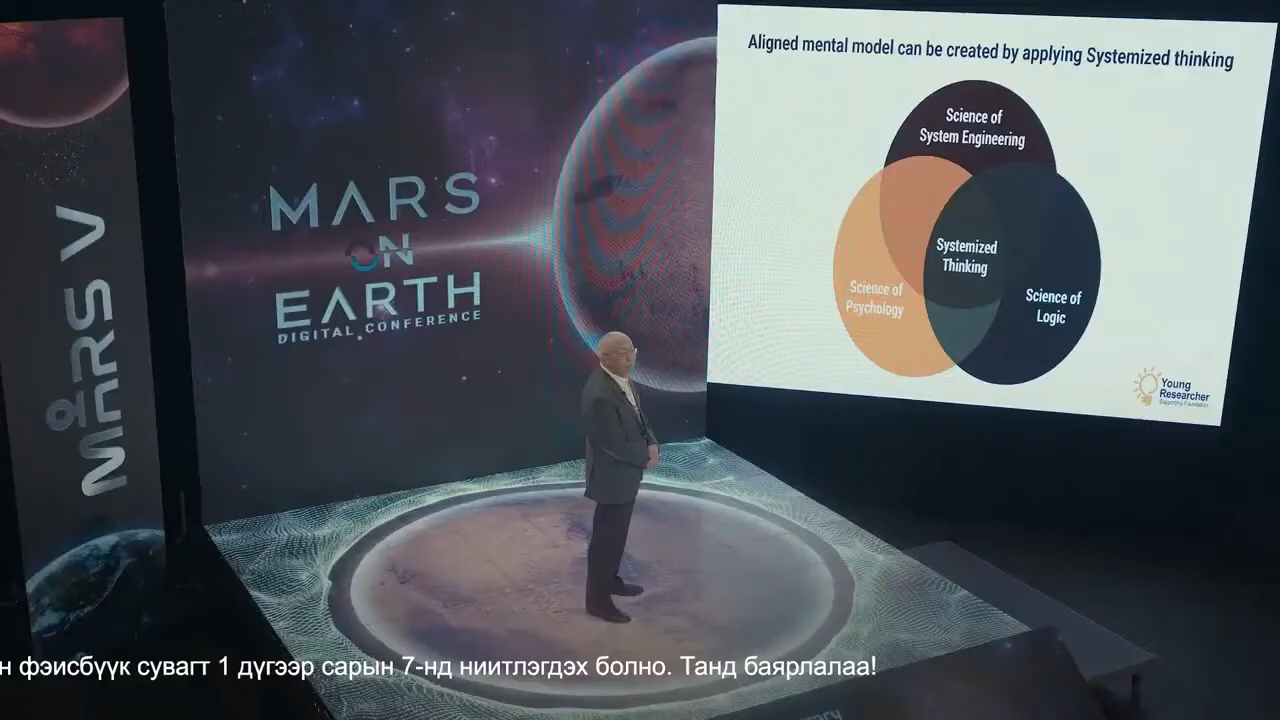 MARS V
MARS
ON
EARTH
DIGITAL CONFERENCE
Aligned mental model can be created by applying Systemized thinking
Science of
System Engineering
Systemized
Thinking
Science of
Psychology
Science of
Logic
Young
Researcher
Supporting Foundation
н фэйсбүүк сувагт 1 дүгээр сарын 7-нд нийтлэгдэх болно. Танд баярлалаа!